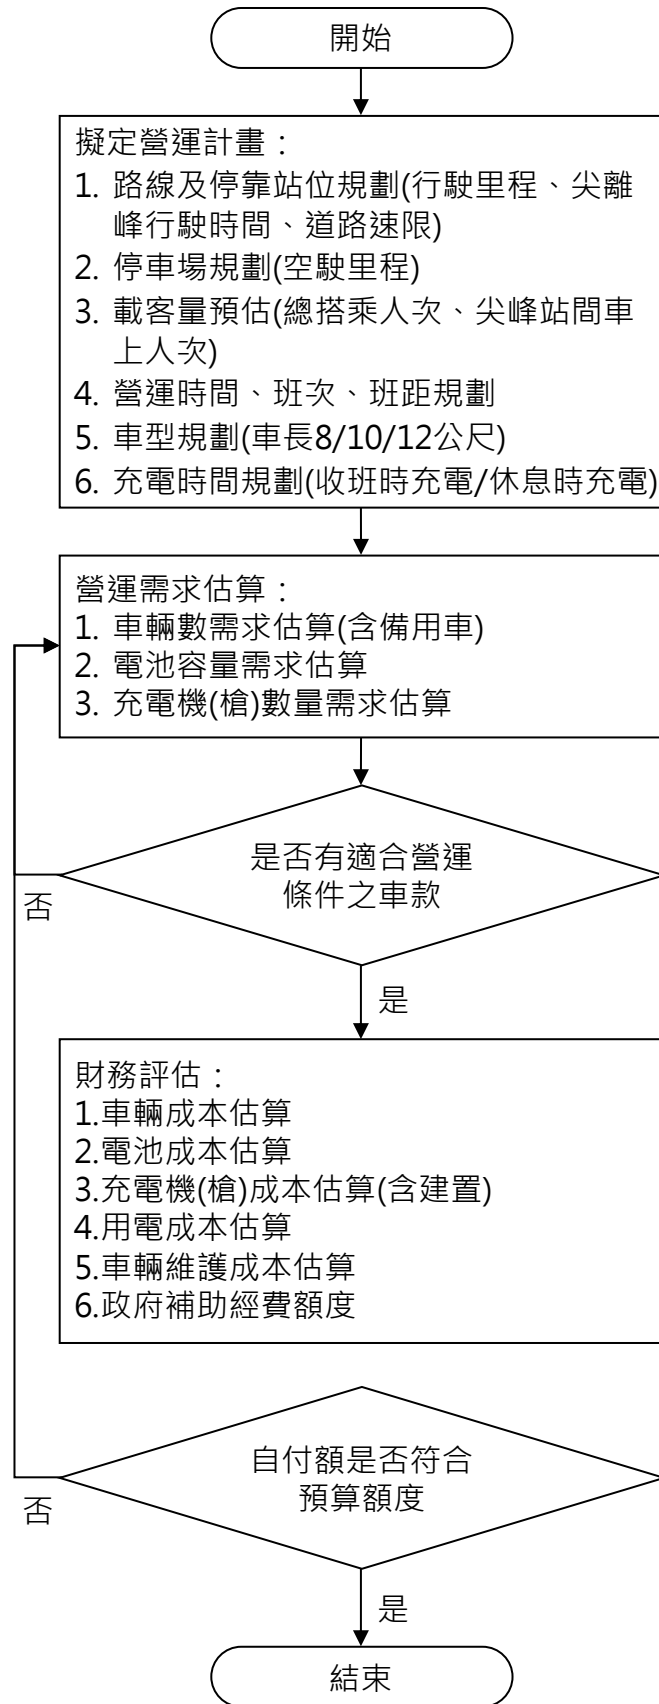 開始
擬定營運計畫：
1. 路線及停靠站位規劃(行駛里程、尖離
峰行駛時間、道路速限)
2. 停車場規劃(空駛里程)
3. 載客量預估(總搭乘人次、尖峰站間車
上人次)
4. 營運時間、班次、班距規劃
5. 車型規劃(車長8/10/12公尺)
6. 充電時間規劃(收班時充電/休息時充電)
營運需求估算：
1. 車輛數需求估算(含備用車)
2. 電池容量需求估算
3. 充電機(槍)數量需求估算
是否有適合營運
條件之車款
否
是
財務評估：
1.車輛成本估算
2.電池成本估算
3.充電機(槍)成本估算(含建置)
4.用電成本估算
5.車輛維護成本估算
6.政府補助經費額度
自付額是否符合
預算額度
否
是
結束